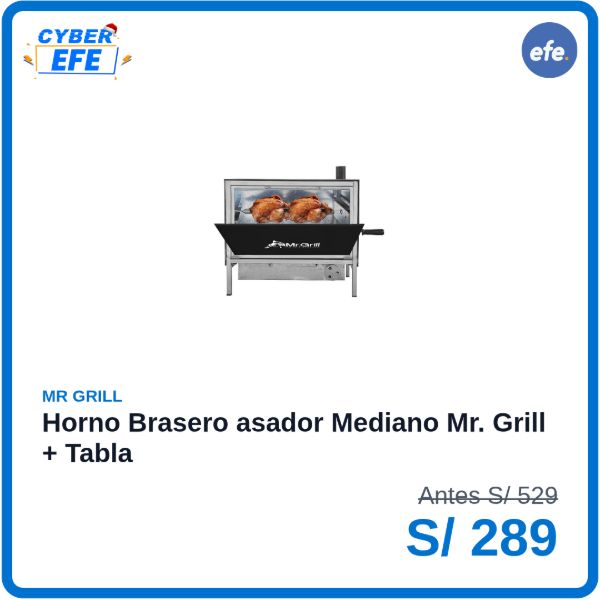 CYBER
EFE
efe.
Mr.Grill
MR GRILL
Horno Brasero asador Mediano Mr. Grill
+ Tabla
Antes S/ 529
S/ 289